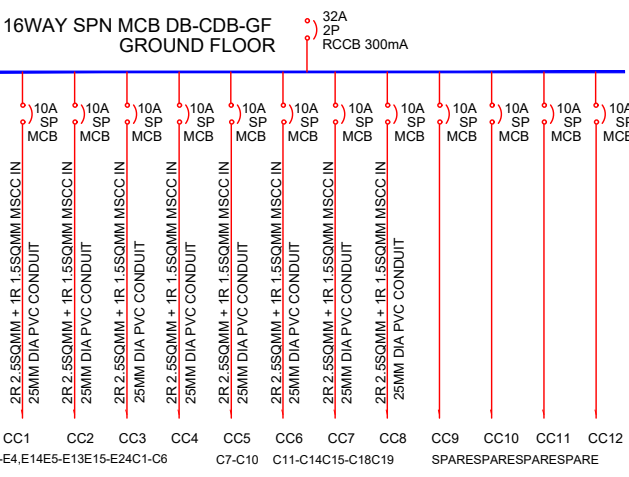 16WAY SPN MCB DB-CDB-GF
GROUND FLOOR
32A
2P
RCCB 300mA
10A
SP
MCB
10A
SP
MCB
10A
SP
MCB
10A
SP
MCB
10A
SP
MCB
10A
SP
MCB
10A
SP
MCB
10A
SP
MCB
10A
SP
MCB
10A
SP
MCB
10A
SP
MCB
10A
SP
MCB
2R 2.5SQMM + 1R 1.5SQMM MSCC IN
25MM DIA PVC CONDUIT
2R 2.5SQMM + 1R 1.5SQMM MSCC IN
25MM DIA PVC CONDUIT
2R 2.5SQMM + 1R 1.5SQMM MSCC IN
25MM DIA PVC CONDUIT
2R 2.5SQMM + 1R 1.5SQMM MSCC IN
25MM DIA PVC CONDUIT
2R 2.5SQMM + 1R 1.5SQMM MSCC IN
25MM DIA PVC CONDUIT
2R 2.5SQMM + 1R 1.5SQMM MSCC IN
25MM DIA PVC CONDUIT
2R 2.5SQMM + 1R 1.5SQMM MSCC IN
25MM DIA PVC CONDUIT
2R 2.5SQMM + 1R 1.5SQMM MSCC IN
25MM DIA PVC CONDUIT
CC1 CC2 CC3 CC4 CC5 CC6 CC7 CC8 CC9 CC10 CC11 CC12
-E4,E14E5-E13E15-E24C1-C6 C7-C10 C11-C14C15-C18C19 SPARESPARESPARESPARE